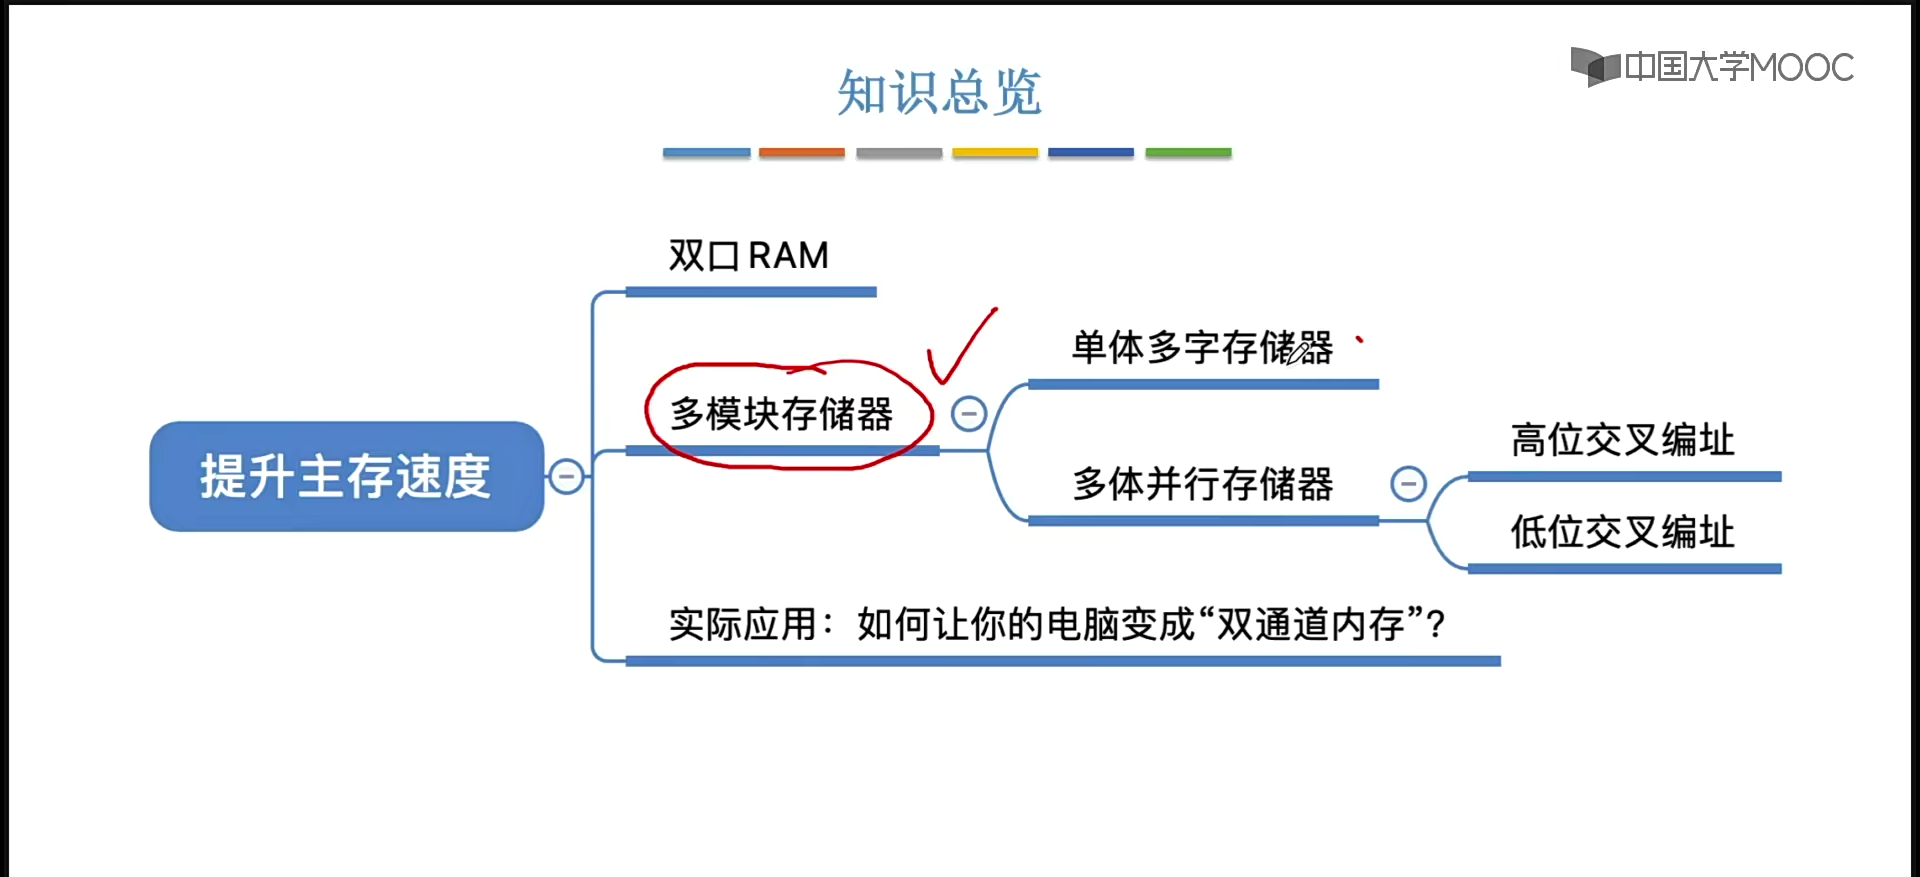 中国大学MOOC
知识总览
双口RAM
单体多字存储器
多模块存储器
高位交叉编址
提升主存速度
多体并行存储器
低位交叉编址
实际应用：如何让你的电脑变成“双通道内存”？